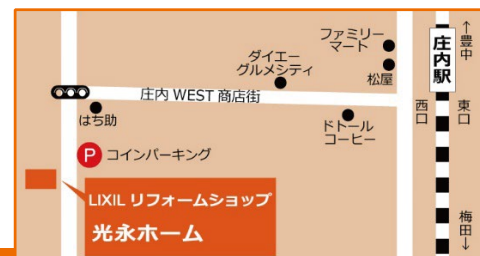 ファミリー
マート
ダイエー
グルメシティ
松屋
庄内駅
↑豊中
西口
東口
庄内 WEST 商店街
はち助
ドトール
コーヒー
P コインパーキング
LIXIL リフォームショップ
光永ホーム
梅田↓